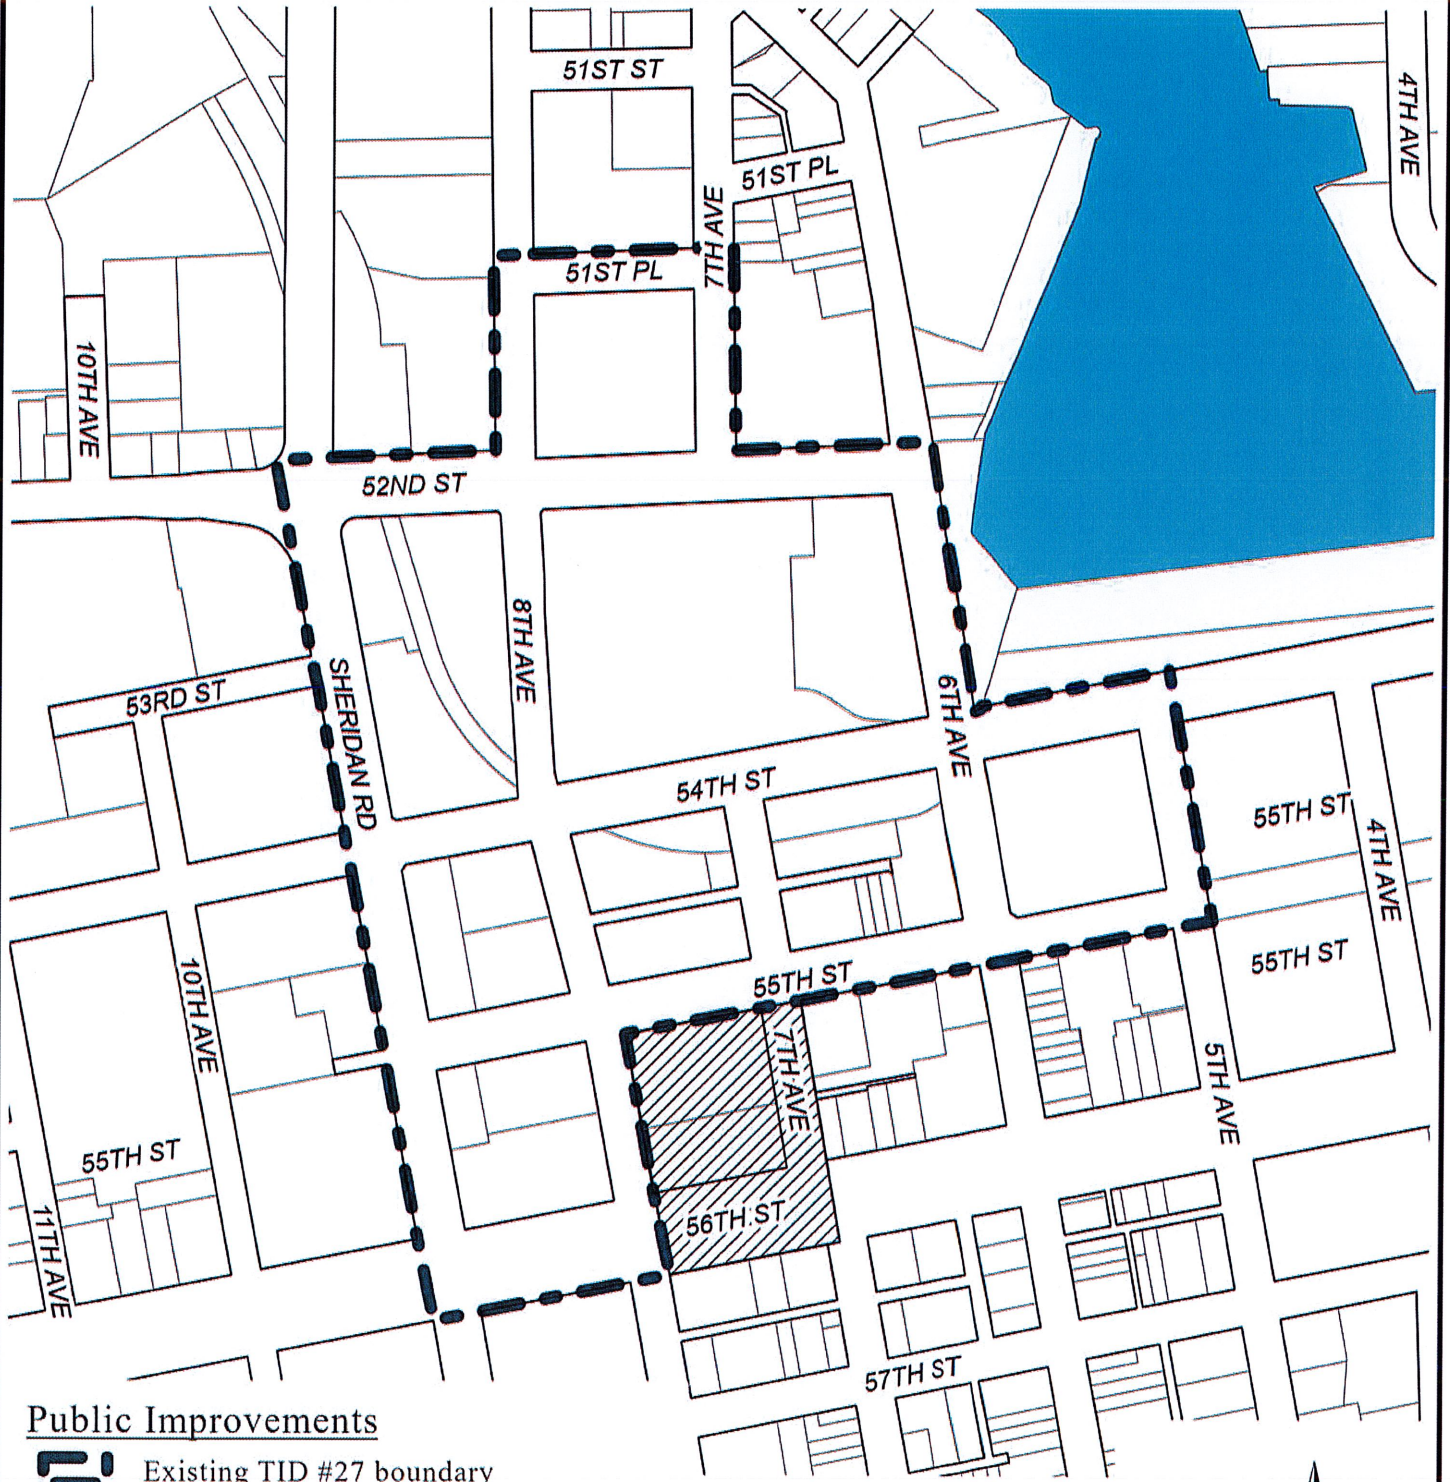 51ST ST
4TH AVE
51ST PL
7TH AVE
51ST PL
10TH AVE
52ND ST
8TH AVE
53RD ST
SHERIDAN RD
6TH AVE
54TH ST
55TH ST
4TH AVE
55TH ST
55TH ST
10TH AVE
7TH AVE
5TH AVE
55TH ST
56TH ST
11TH AVE
57TH ST
Public Improvements
Existing TID #27 boundary